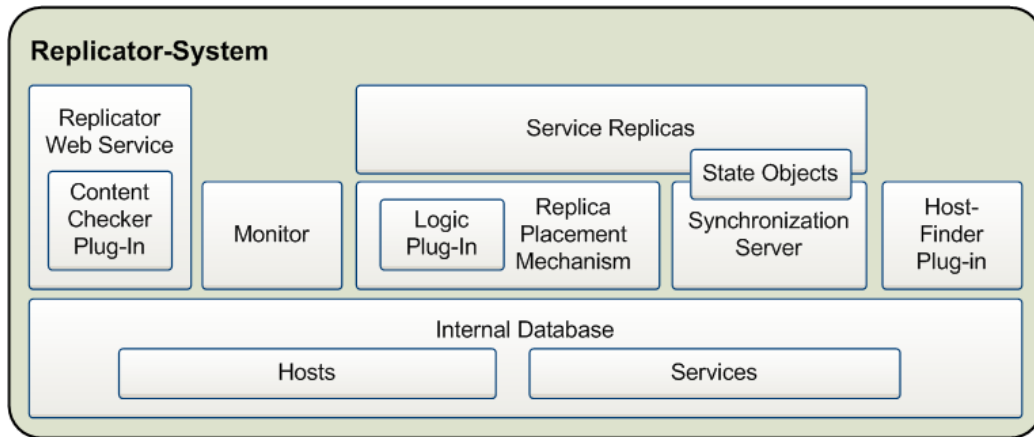 Replicator-System
Replicator
Web Service
Content
Checker
Plug-In
Monitor
Service Replicas
Logic
Plug-In
Replica
Placement
Mechanism
State Objects
Synchronization
Server
Host-
Finder
Plug-in
Internal Database
Hosts
Services